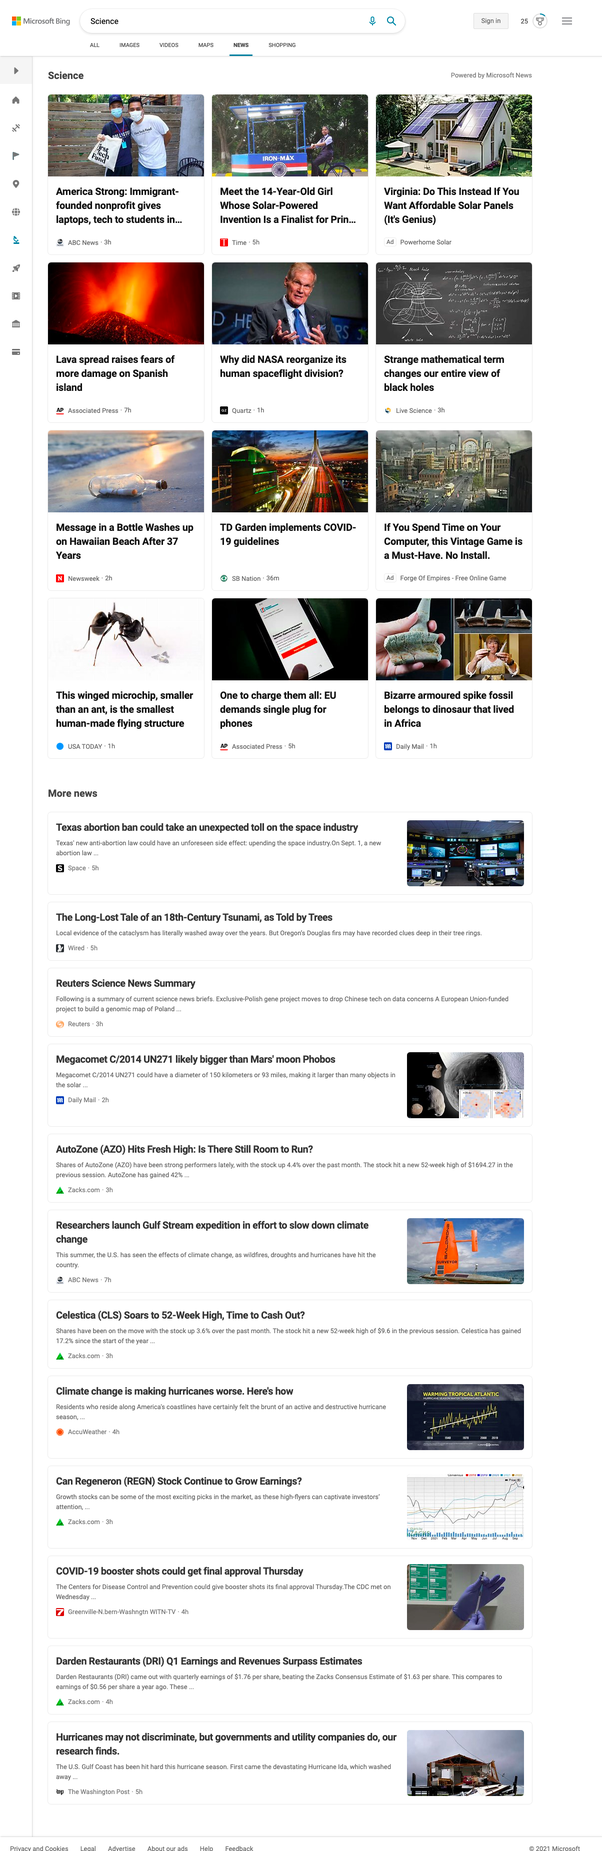 Microsoft Bing
Science
Sign in
25
ALL
IMAGES
VIDEOS
MAPS
NEWS
SHOPPING
Science
Powered by Microsoft News
IRON-MAX
America Strong: Immigrant-
founded nonprofit gives
laptops, tech to students in...
ABC News · 3h
Meet the 14-Year-Old Girl
Whose Solar-Powered
Invention Is a Finalist for Prin...
Time · 5h
Virginia: Do This Instead If You
Want Affordable Solar Panels
(It's Genius)
Ad Powerhome Solar
Lava spread raises fears of
more damage on Spanish
island
AP Associated Press · 7h
Why did NASA reorganize its
human spaceflight division?
Quartz · 1h
Strange mathematical term
changes our entire view of
black holes
Live Science · 3h
Message in a Bottle Washes up
on Hawaiian Beach After 37
Years
N Newsweek · 2h
TD Garden implements COVID-
19 guidelines
SB Nation · 36m
If You Spend Time on Your
Computer, this Vintage Game is
a Must-Have. No Install.
Ad Forge Of Empires - Free Online Game
This winged microchip, smaller
than an ant, is the smallest
human-made flying structure
USA TODAY · 1h
One to charge them all: EU
demands single plug for
phones
AP Associated Press · 5h
Bizarre armoured spike fossil
belongs to dinosaur that lived
in Africa
Daily Mail · 1h
More news
Texas abortion ban could take an unexpected toll on the space industry
Texas' new anti-abortion law could have an unforeseen side effect: upending the space industry.On Sept. 1, a new
abortion law ...
S Space · 5h
The Long-Lost Tale of an 18th-Century Tsunami, as Told by Trees
Local evidence of the cataclysm has literally washed away over the years. But Oregon's Douglas firs may have recorded clues deep in their tree rings.
Wired · 5h
Reuters Science News Summary
Following is a summary of current science news briefs. Exclusive-Polish gene project moves to drop Chinese tech on data concerns A European Union-funded
project to build a genomic map of Poland ...
Reuters · 3h
Megacomet C/2014 UN271 likely bigger than Mars' moon Phobos
Megacomet C/2014 UN271 could have a diameter of 150 kilometers or 93 miles, making it larger than many objects in
the solar ...
Daily Mail · 2h
AutoZone (AZO) Hits Fresh High: Is There Still Room to Run?
Shares of AutoZone (AZO) have been strong performers lately, with the stock up 4.4% over the past month. The stock hit a new 52-week high of $1694.27 in the
previous session. AutoZone has gained 42% ...
Zacks.com · 3h
Researchers launch Gulf Stream expedition in effort to slow down climate
change
This summer, the U.S. has seen the effects of climate change, as wildfires, droughts and hurricanes have hit the
country.
ABC News · 7h
SURVEYOR
Celestica (CLS) Soars to 52-Week High, Time to Cash Out?
Shares have been on the move with the stock up 3.6% over the past month. The stock hit a new 52-week high of $9.6 in the previous session. Celestica has gained
17.2% since the start of the year ...
Zacks.com · 3h
Climate change is making hurricanes worse. Here's how
Residents who reside along America's coastlines have certainly felt the brunt of an active and destructive hurricane
season, ...
AccuWeather · 4h
WARMING TROPICAL ATLANTIC
Can Regeneron (REGN) Stock Continue to Grow Earnings?
Growth stocks can be some of the most exciting picks in the market, as these high-flyers can captivate investors'
attention, ...
Zacks.com · 3h
COVID-19 booster shots could get final approval Thursday
The Centers for Disease Control and Prevention could give booster shots its final approval Thursday.The CDC met on
Wednesday ...
Greenville-N.bern-Washngtn WITN-TV · 4h
Darden Restaurants (DRI) Q1 Earnings and Revenues Surpass Estimates
Darden Restaurants (DRI) came out with quarterly earnings of $1.76 per share, beating the Zacks Consensus Estimate of $1.63 per share. This compares to
earnings of $0.56 per share a year ago. These ...
Zacks.com · 4h
Hurricanes may not discriminate, but governments and utility companies do, our
research finds.
The U.S. Gulf Coast has been hit hard this hurricane season. First came the devastating Hurricane Ida, which washed
away ...
wp The Washington Post · 5h
Privacy and Cookies
Legal
Advertise
About our ads
Help
Feedback
© 2021 Microsoft